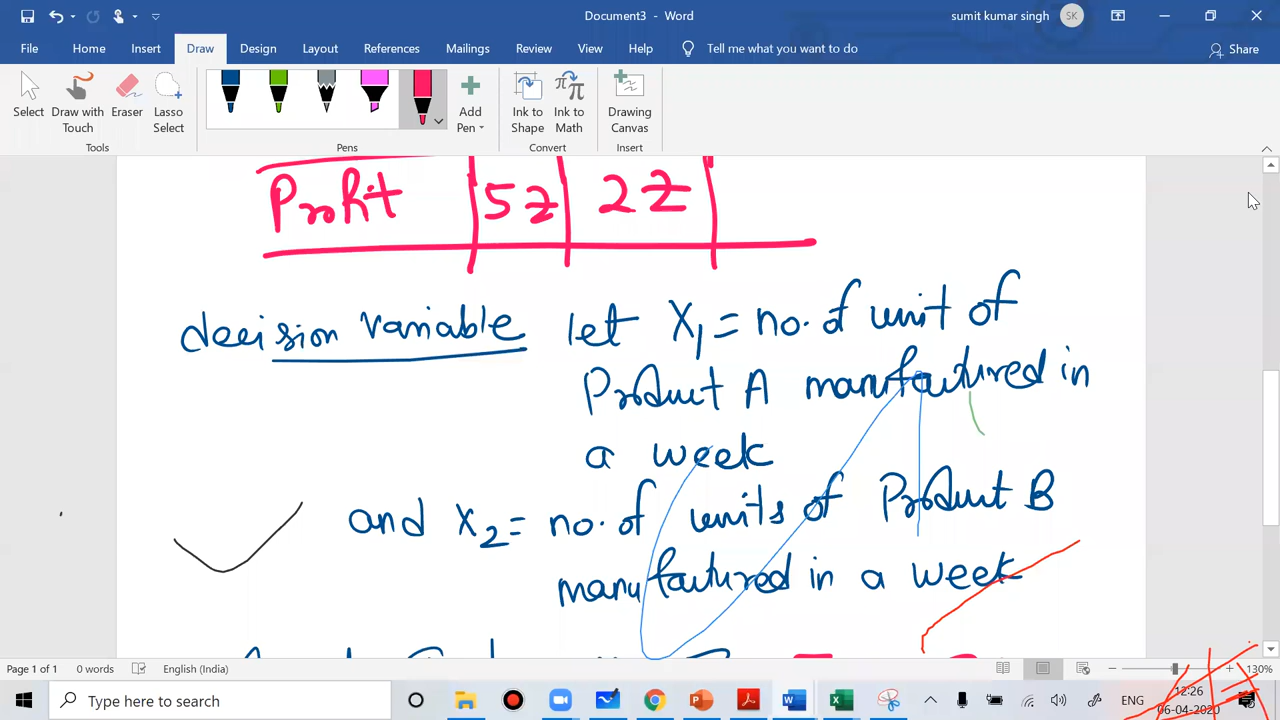 Document3 - Word
sumit kumar singh
SK
File Home Insert Draw Design Layout References Mailings Review View Help Tell me what you want to do Share
Select
Draw with Touch
Eraser
Lasso Select
Add Pen
Ink to Shape
Ink to Math
Drawing Canvas
Tools Pens Convert Insert
Profit 5z 2z
decision variable let X1 = no. of unit of
Product A manufactured in
a week
and X2 = no. of units of Product B
manufactured in a week
Page 1 of 1 0 words English (India) 130%
Type here to search
ENG
12:26
06-04-2020